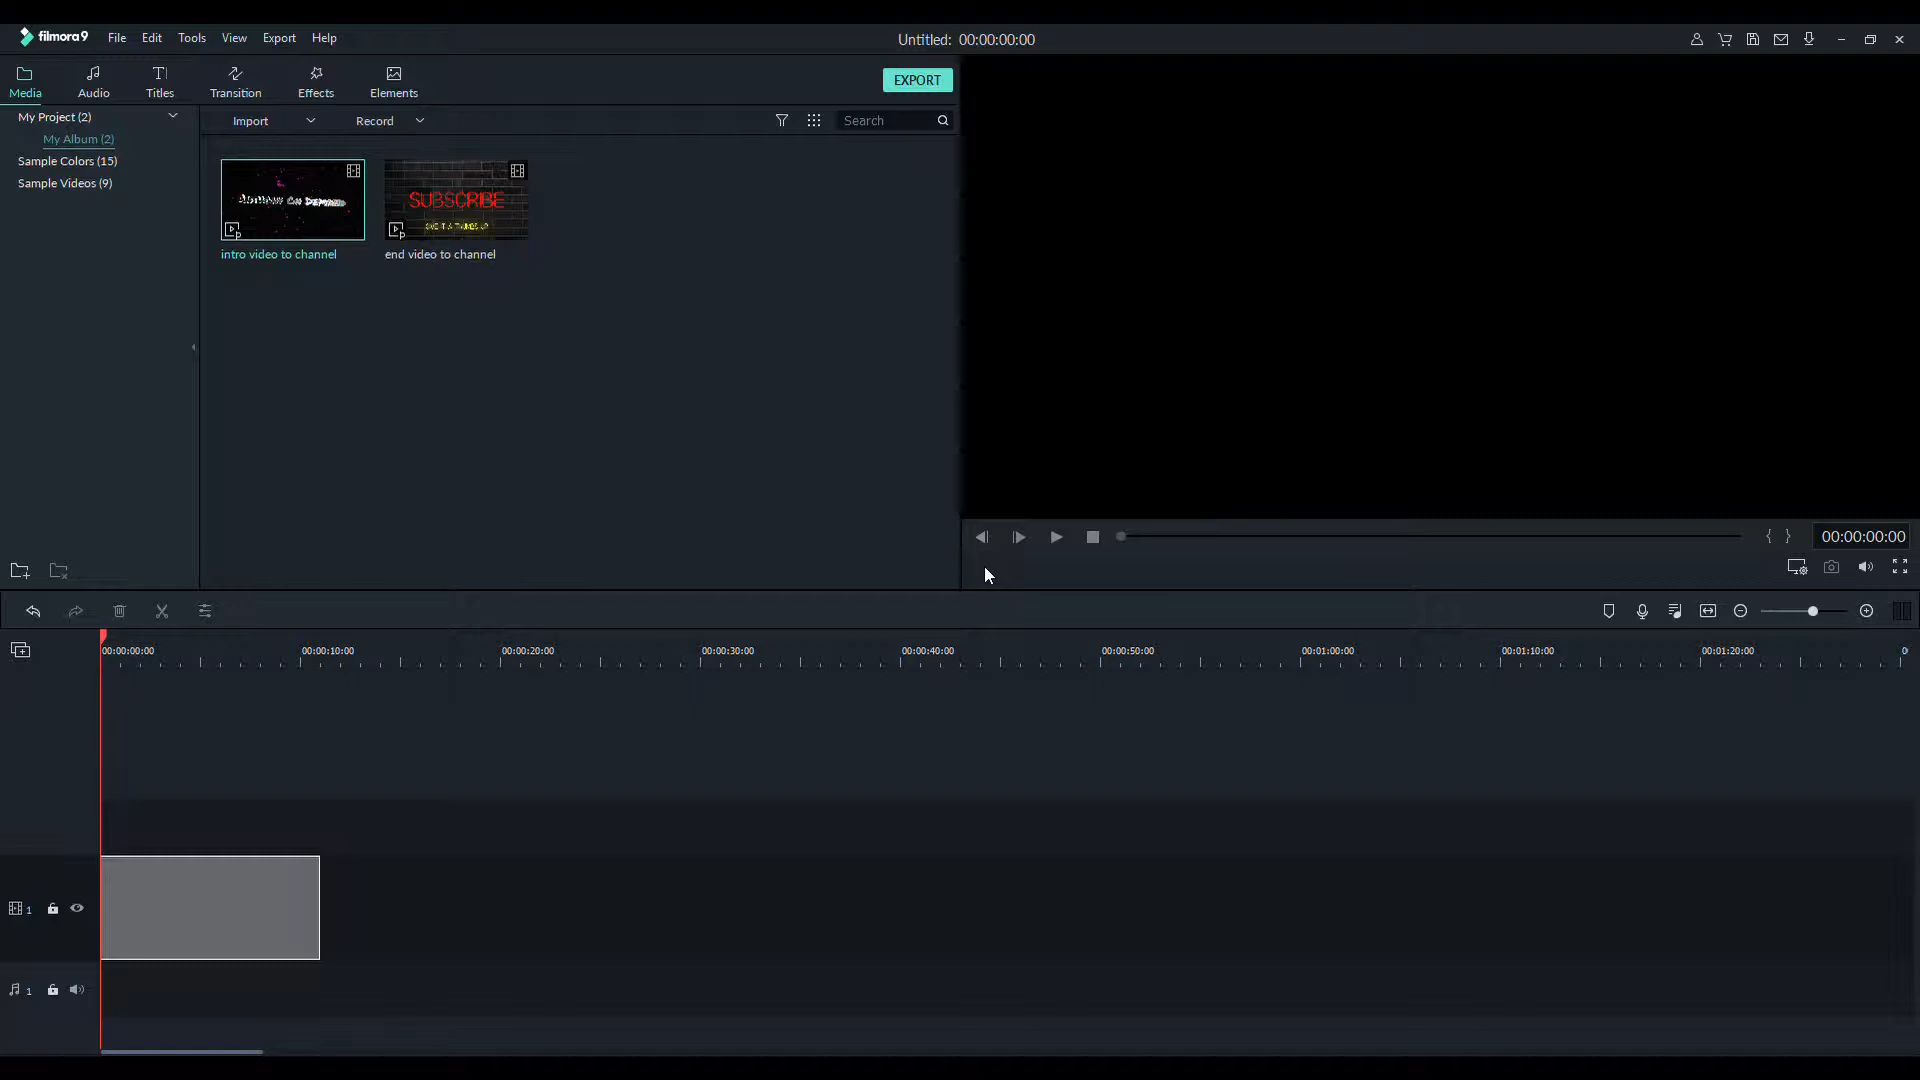 filmora9 File Edit Tools View Export Help Untitled: 00:00:00:00
Media Audio Titles Transition Effects Elements EXPORT
My Project (2) Import Record Search
My Album (2)
Sample Colors (15)
Sample Videos (9)
SUBSCRIBE
intro video to channel end video to channel
00:00:00:00
00:00:00:00 00:00:10:00 00:00:20:00 00:00:30:00 00:00:40:00 00:00:50:00 00:01:00:00 00:01:10:00 00:01:20:00
1
1